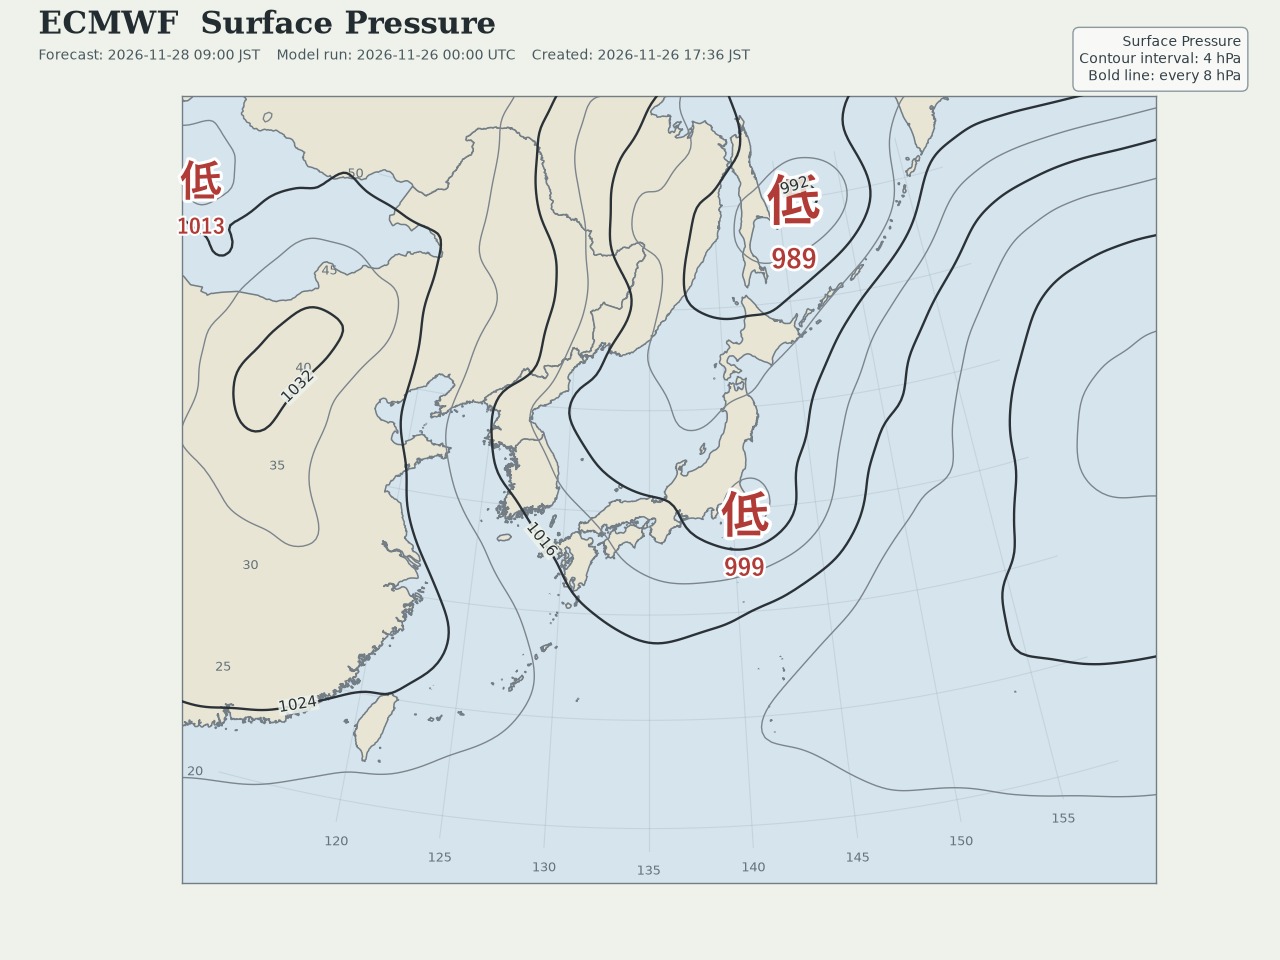 ECMWF  Surface Pressure
Forecast: 2026-11-28 09:00 JST    Model run: 2026-11-26 00:00 UTC    Created: 2026-11-26 17:36 JST
Surface Pressure
Contour interval: 4 hPa
Bold line: every 8 hPa
50
低
1013
992
低
989
45
40
1032
35
低
999
1016
30
25
1024
20
120
125
130
135
140
145
150
155